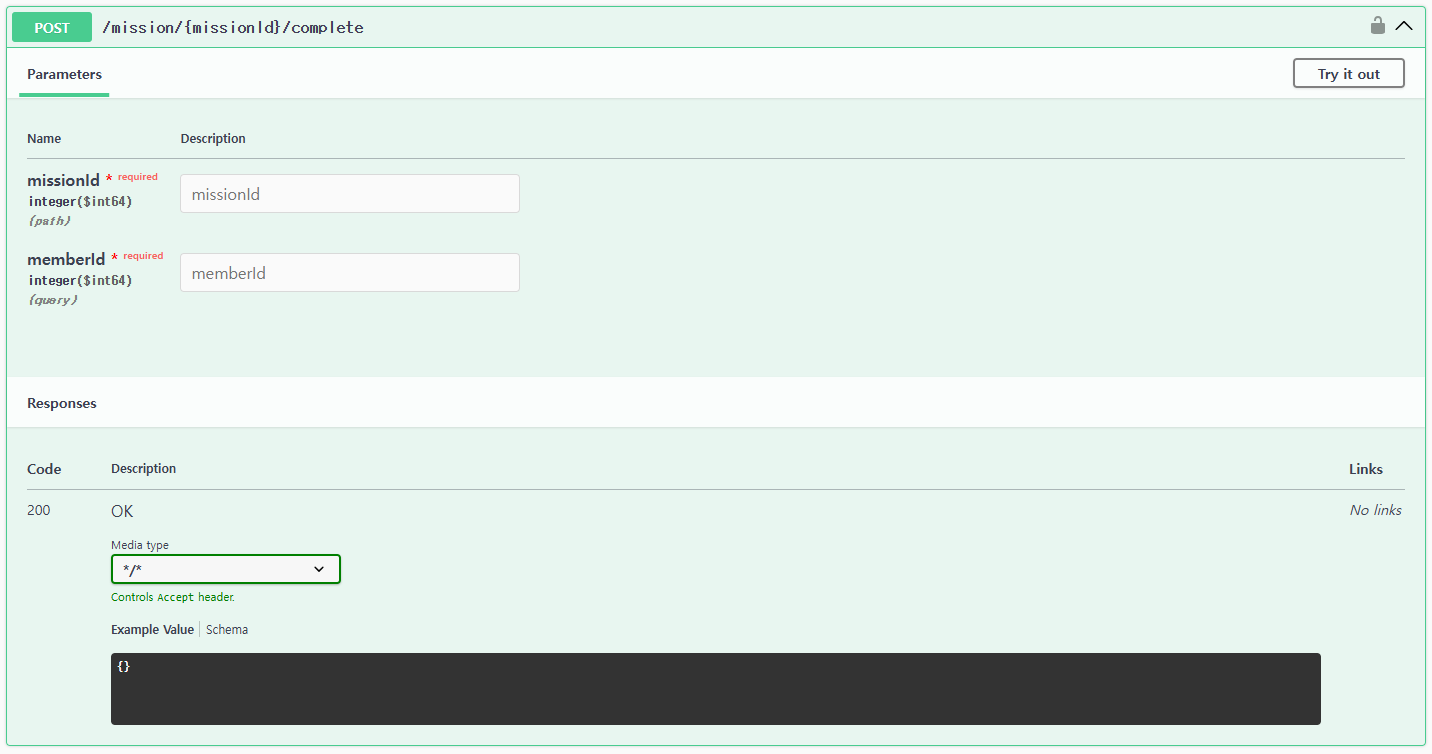 POST /mission/{missionId}/complete
Parameters
Try it out
Name Description
missionId * required
integer($int64)
(path)
missionId
memberId * required
integer($int64)
(query)
memberId
Responses
Code Description Links
200 OK No links
Media type
*/*
Controls Accept header.
Example Value Schema
{}